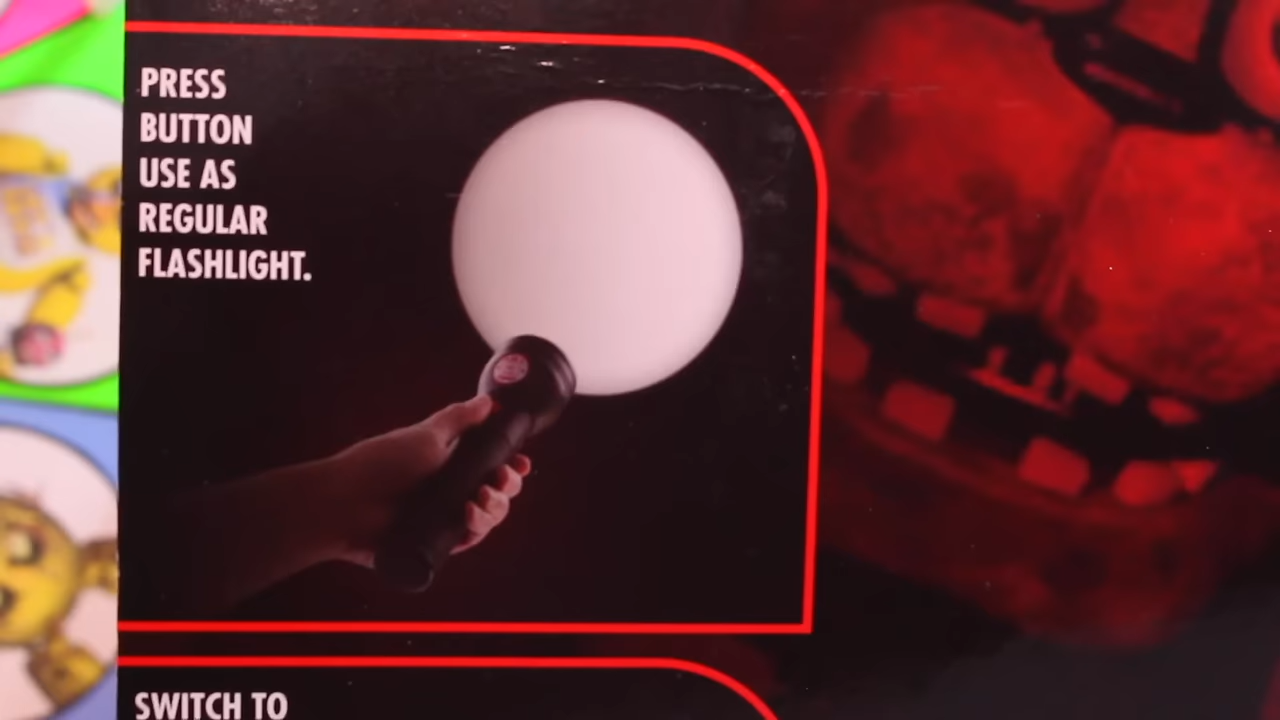 PRESS
BUTTON
USE AS
REGULAR
FLASHLIGHT.
SWITCH TO